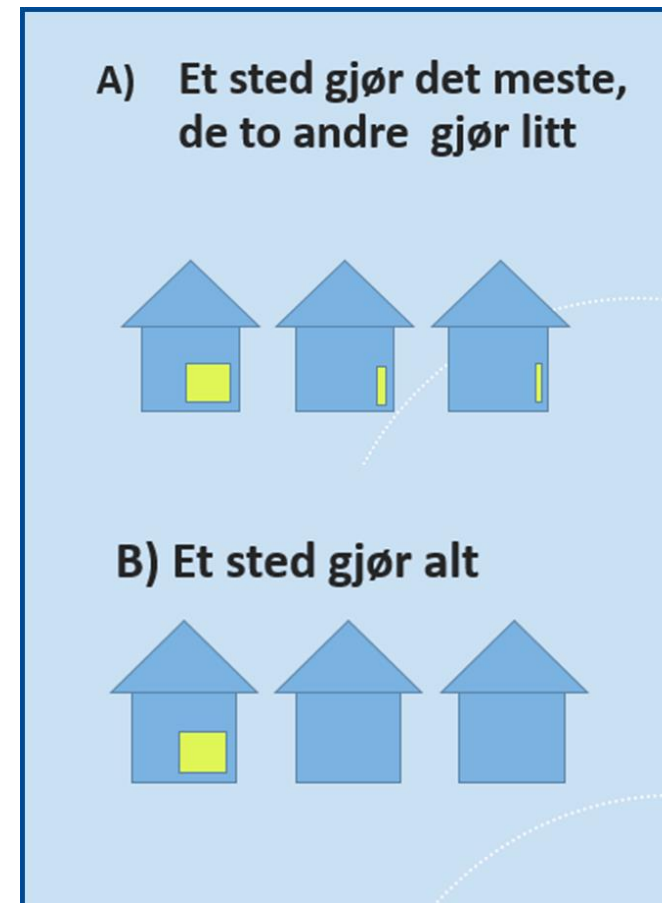 A) Et sted gjør det meste,
de to andre gjør litt
B) Et sted gjør alt